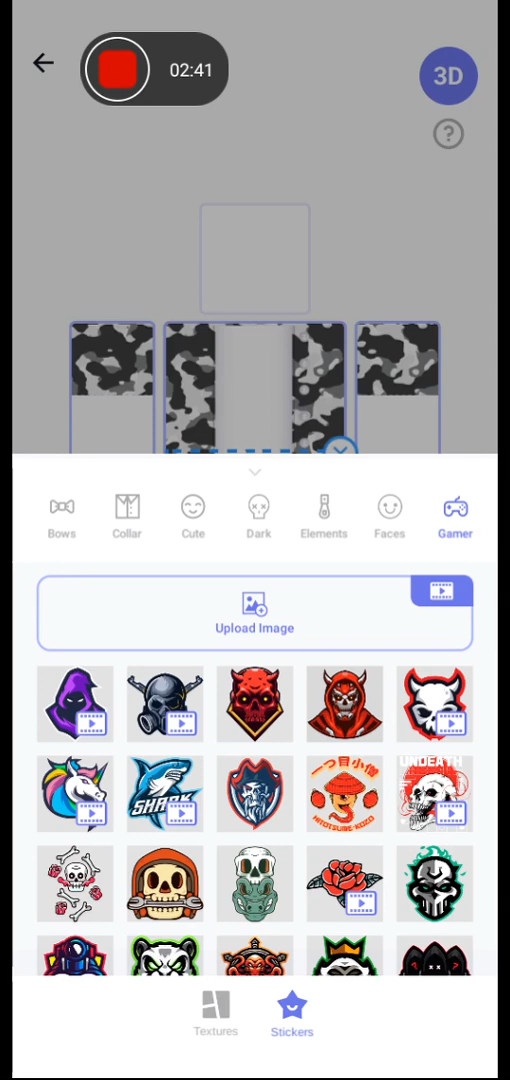 02:41
3D
?
Bows
Collar
Cute
Dark
Elements
Faces
Gamer
Upload Image
SHARK
一つ目小僧
HITOTSUBE-KOZO
UNDEATH
Textures
Stickers